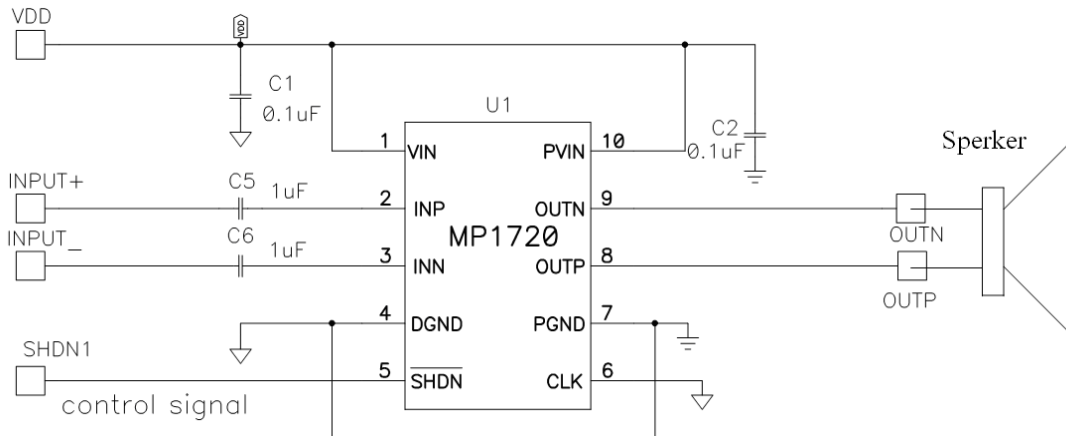 VDD
VDD
C1
0.1uF
U1
C2
0.1uF
Sperker
1 VIN
PVIN 10
INPUT+
C5
1uF
2 INP
OUTN 9
MP1720
OUTN
INPUT_
C6
1uF
3 INN
OUTP 8
OUTP
4 DGND
PGND 7
SHDN1
5 SHDN
CLK 6
control signal